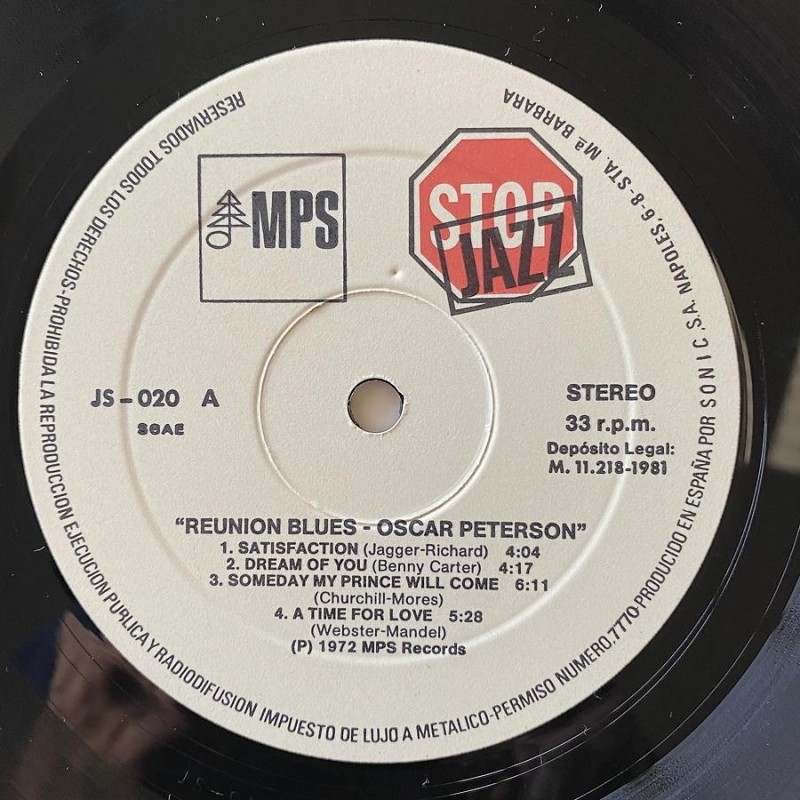 RESERVADOS TODOS LOS DERECHOS-PROHIBIDA LA REPRODUCCION EJECUCION PUBLICA Y RADIODIFUSION IMPUESTO DE LUJO A METALICO-PERMISO NUMERO,7770-PRODUCIDO EN ESPAÑA POR SONIC,S.A. NAPOLES,6-8-STA. Mª BARBARA
MPS
STOP
JAZZ
JS-020 A
SGAE
STEREO
33 r.p.m.
Depósito Legal:
M. 11.218-1981
"REUNION BLUES - OSCAR PETERSON"
1. SATISFACTION (Jagger-Richard) 4:04
2. DREAM OF YOU (Benny Carter) 4:17
3. SOMEDAY MY PRINCE WILL COME 6:11
(Churchill-Mores)
4. A TIME FOR LOVE 5:28
(Webster-Mandel)
(P) 1972 MPS Records